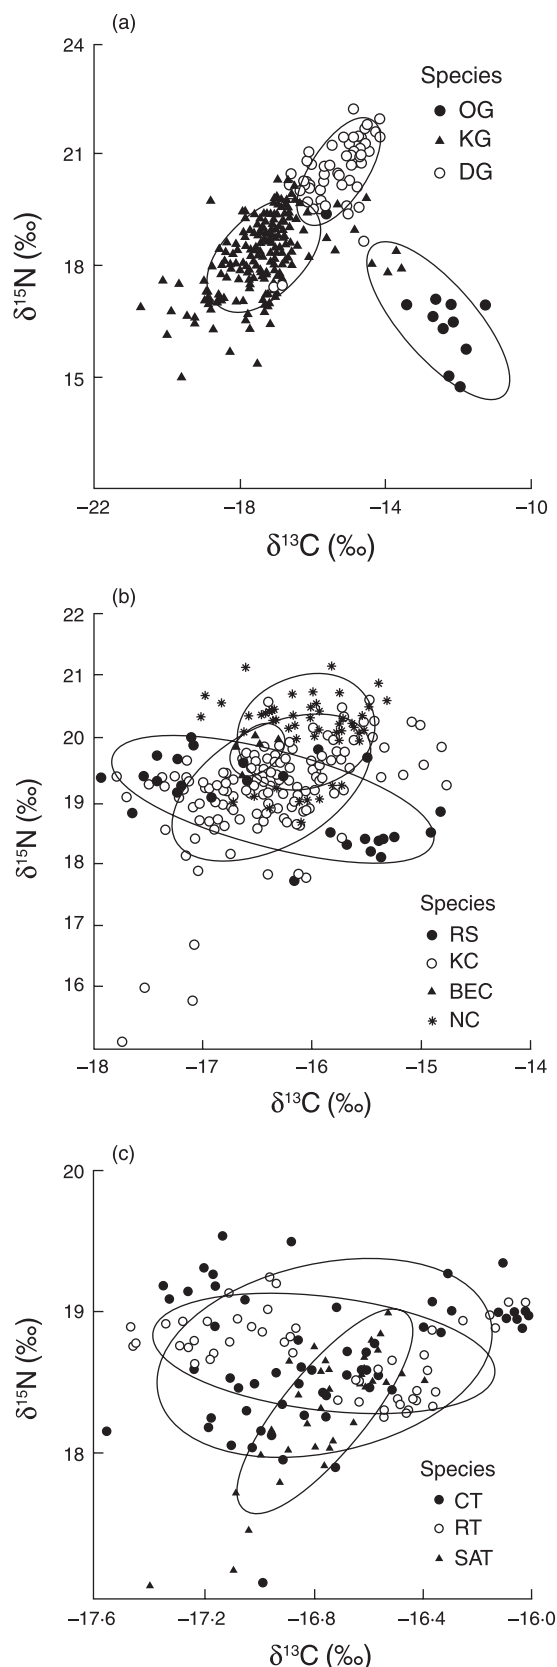 (a)
24
21
18
15
δ¹⁵N (‰)
Species
OG
KG
DG
−22 −18 −14 −10
δ¹³C (‰)
(b)
22
21
20
19
18
17
16
δ¹⁵N (‰)
Species
RS
KC
BEC
NC
−18 −17 −16 −15 −14
δ¹³C (‰)
(c)
20
19
18
δ¹⁵N (‰)
Species
CT
RT
SAT
−17·6 −17·2 −16·8 −16·4 −16·0
δ¹³C (‰)